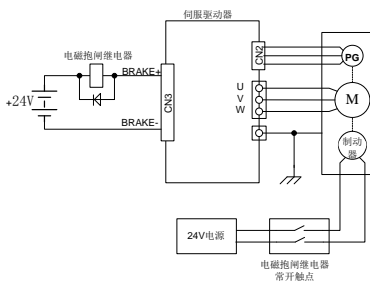 伺服驱动器
电磁抱闸继电器
BRAKE+
+24V
BRAKE-
CN3
CN2
U
V
W
PG
M
制动
器
24V电源
电磁抱闸继电器
常开触点